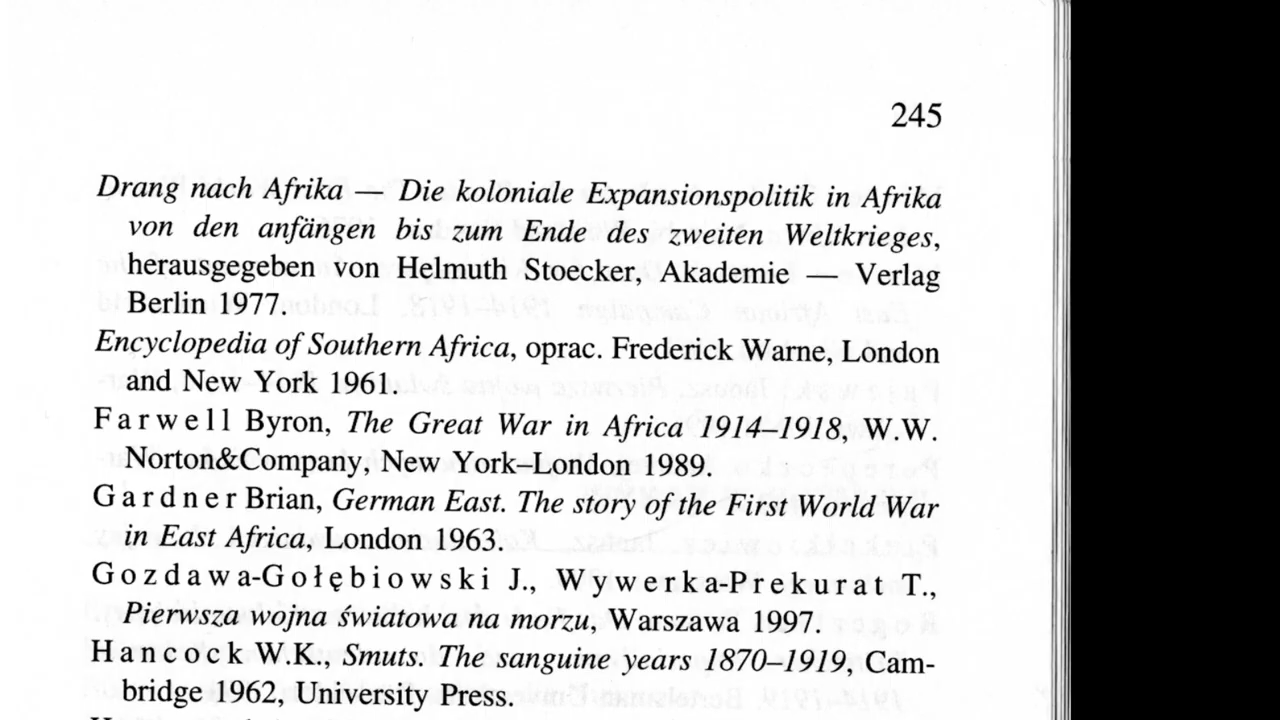 245
Drang nach Afrika — Die koloniale Expansionspolitik in Afrika
von den anfängen bis zum Ende des zweiten Weltkrieges,
herausgegeben von Helmuth Stoecker, Akademie — Verlag
Berlin 1977.
Encyclopedia of Southern Africa, oprac. Frederick Warne, London
and New York 1961.
Farwell Byron, The Great War in Africa 1914–1918, W.W.
Norton&Company, New York–London 1989.
Gardner Brian, German East. The story of the First World War
in East Africa, London 1963.
Gozdawa-Gołębiowski J., Wywerka-Prekurat T.,
Pierwsza wojna światowa na morzu, Warszawa 1997.
Hancock W.K., Smuts. The sanguine years 1870–1919, Cam-
bridge 1962, University Press.